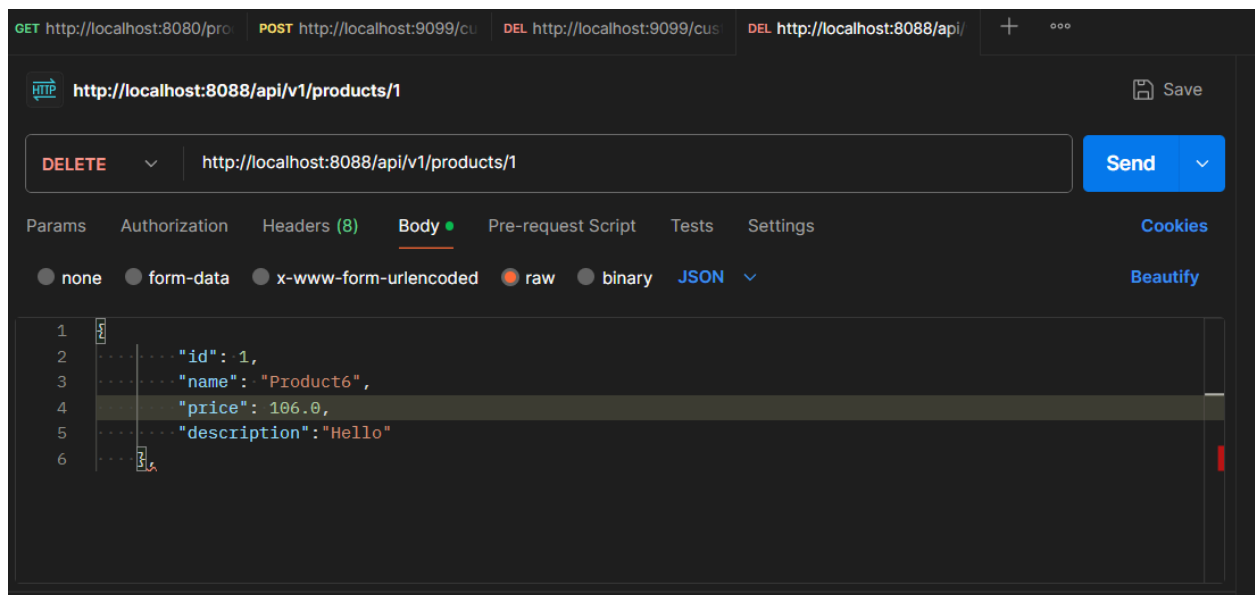 GET http://localhost:8080/pro POST http://localhost:9099/cu DEL http://localhost:9099/cus DEL http://localhost:8088/api/ + ooo
HTTP http://localhost:8088/api/v1/products/1 Save
DELETE http://localhost:8088/api/v1/products/1 Send
Params Authorization Headers (8) Body Pre-request Script Tests Settings Cookies
none form-data x-www-form-urlencoded raw binary JSON Beautify
1 {
2 "id": 1,
3 "name": "Product6",
4 "price": 106.0,
5 "description":"Hello"
6 },